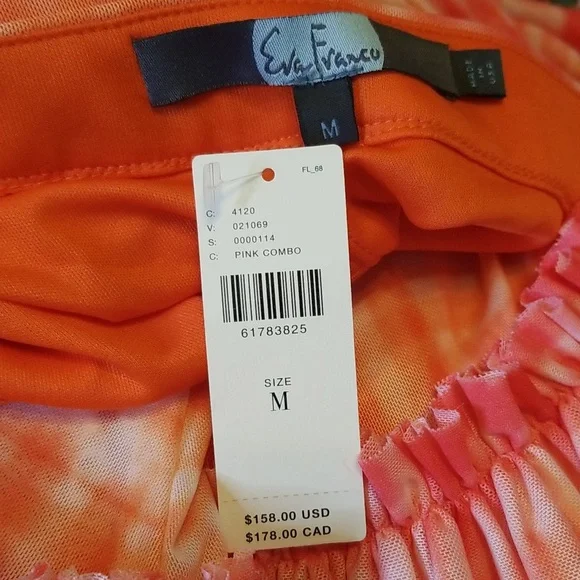 Eva Franco
MADE
IN
USA
M
FL_68
C: 4120
V: 021069
S: 0000114
C: PINK COMBO
61783825
SIZE
M
$158.00 USD
$178.00 CAD